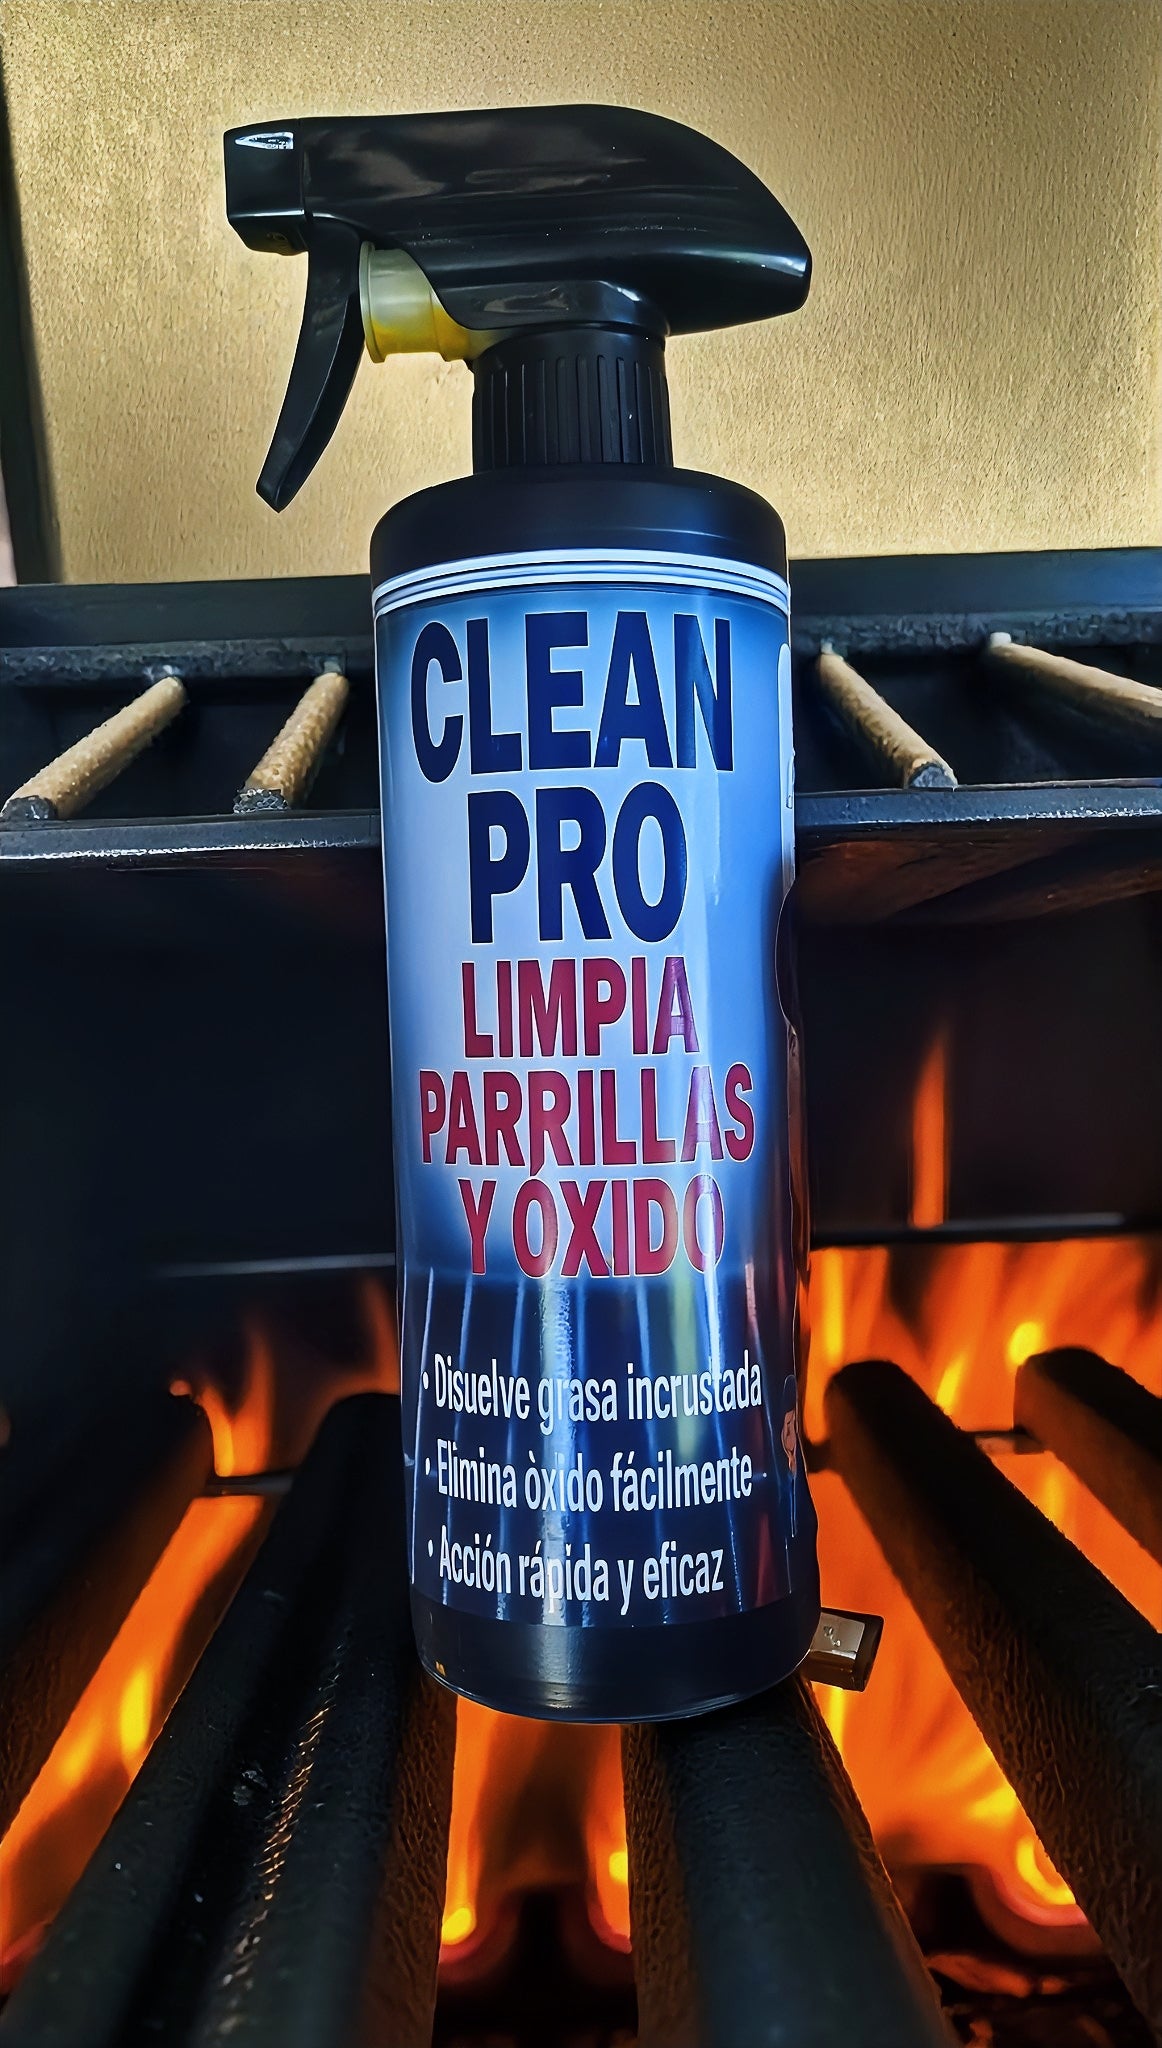 CLEAN
PRO
LIMPIA
PARRILLAS
Y ÓXIDO
• Disuelve grasa incrustada
• Elimina òxido fácilmente
• Acción rápida y eficaz